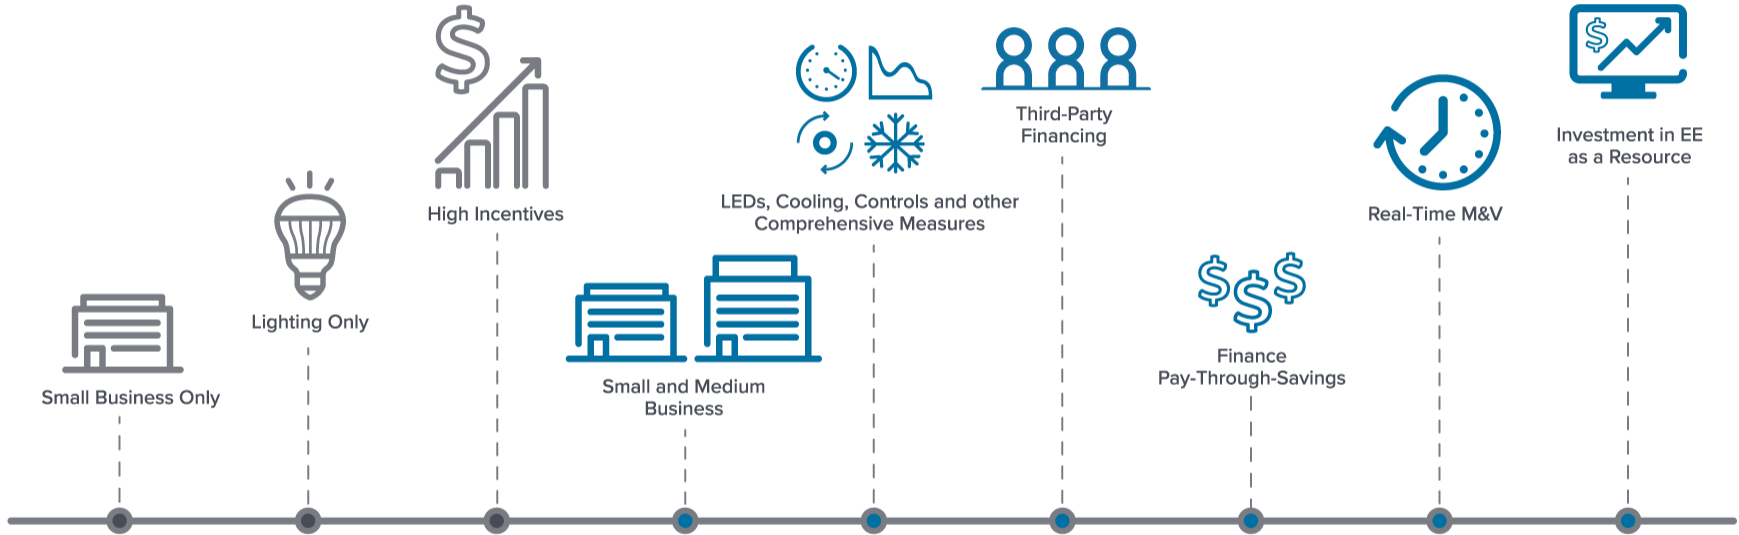 Small Business Only
Lighting Only
High Incentives
Small and Medium
Business
LEDs, Cooling, Controls and other
Comprehensive Measures
Third-Party
Financing
Finance
Pay-Through-Savings
Real-Time M&V
Investment in EE
as a Resource